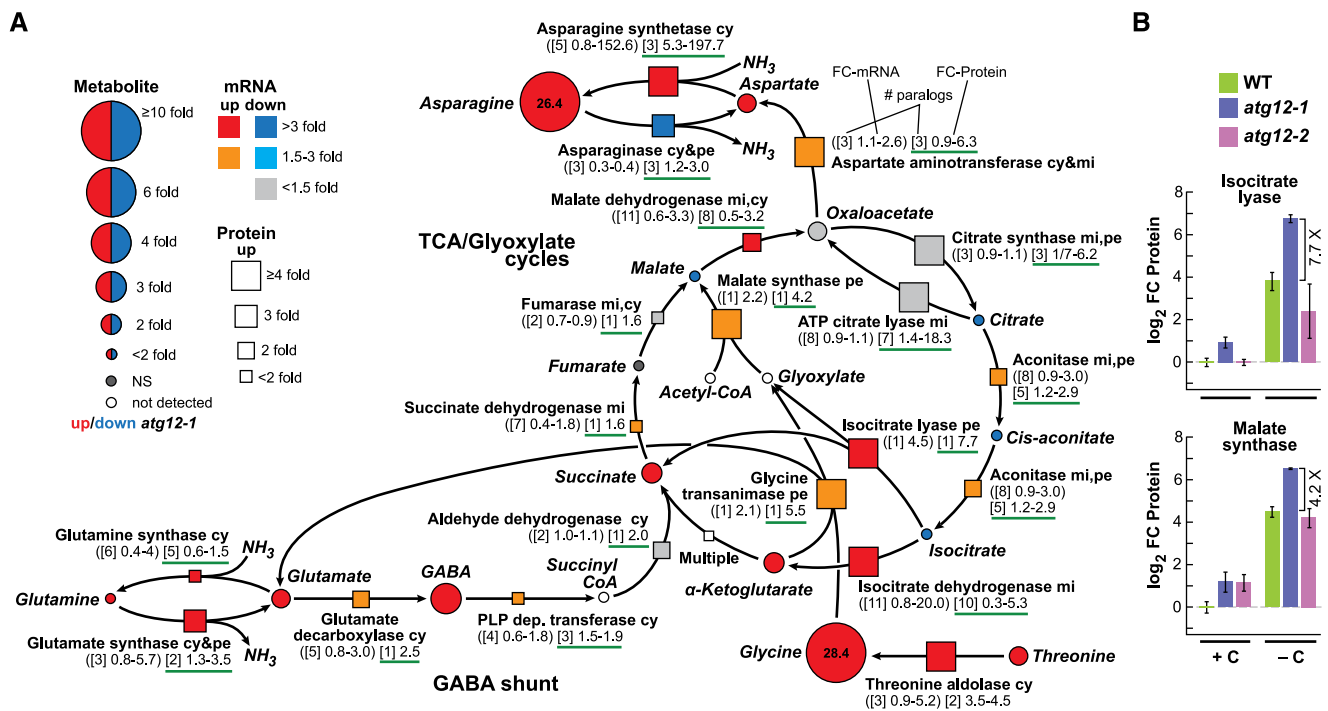 A
Metabolite
≥10 fold
6 fold
4 fold
3 fold
2 fold
<2 fold
NS
not detected
up/down atg12-1
mRNA
up down
>3 fold
1.5-3 fold
<1.5 fold
Protein
up
≥4 fold
3 fold
2 fold
<2 fold
Asparagine synthetase cy
([5] 0.8-152.6) [3] 5.3-197.7
NH3
Asparagine
26.4
Aspartate
NH3
Asparaginase cy&pe
([3] 0.3-0.4) [3] 1.2-3.0
FC-mRNA
FC-Protein
# paralogs
([3] 1.1-2.6) [3] 0.9-6.3
Aspartate aminotransferase cy&mi
Malate dehydrogenase mi,cy
([11] 0.6-3.3) [8] 0.5-3.2
Oxaloacetate
TCA/Glyoxylate
cycles
Citrate synthase mi,pe
([3] 0.9-1.1) [3] 1/7-6.2
Malate
Malate synthase pe
([1] 2.2) [1] 4.2
Fumarase mi,cy
([2] 0.7-0.9) [1] 1.6
ATP citrate lyase mi
([8] 0.9-1.1) [7] 1.4-18.3
Citrate
Fumarate
Acetyl-CoA
Glyoxylate
Aconitase mi,pe
([8] 0.9-3.0)
[5] 1.2-2.9
Succinate dehydrogenase mi
([7] 0.4-1.8) [1] 1.6
Isocitrate lyase pe
([1] 4.5) [1] 7.7
Cis-aconitate
Succinate
Glycine
transanimase pe
([1] 2.1) [1] 5.5
Aconitase mi,pe
([8] 0.9-3.0)
[5] 1.2-2.9
Aldehyde dehydrogenase cy
([2] 1.0-1.1) [1] 2.0
Multiple
Isocitrate
Glutamine synthase cy
([6] 0.4-4) [5] 0.6-1.5
NH3
Glutamate
GABA
Succinyl
CoA
α-Ketoglutarate
Isocitrate dehydrogenase mi
([11] 0.8-20.0) [10] 0.3-5.3
Glutamine
Glutamate synthase cy&pe
([3] 0.8-5.7) [2] 1.3-3.5
NH3
Glutamate
decarboxylase cy
([5] 0.8-3.0) [1] 2.5
PLP dep. transferase cy
([4] 0.6-1.8) [3] 1.5-1.9
GABA shunt
Glycine
28.4
Threonine
Threonine aldolase cy
([3] 0.9-5.2) [2] 3.5-4.5
B
WT
atg12-1
atg12-2
Isocitrate
lyase
log2 FC Protein
8
6
4
2
0
7.7 X
Malate
synthase
log2 FC Protein
8
6
4
2
0
4.2 X
+ C
– C